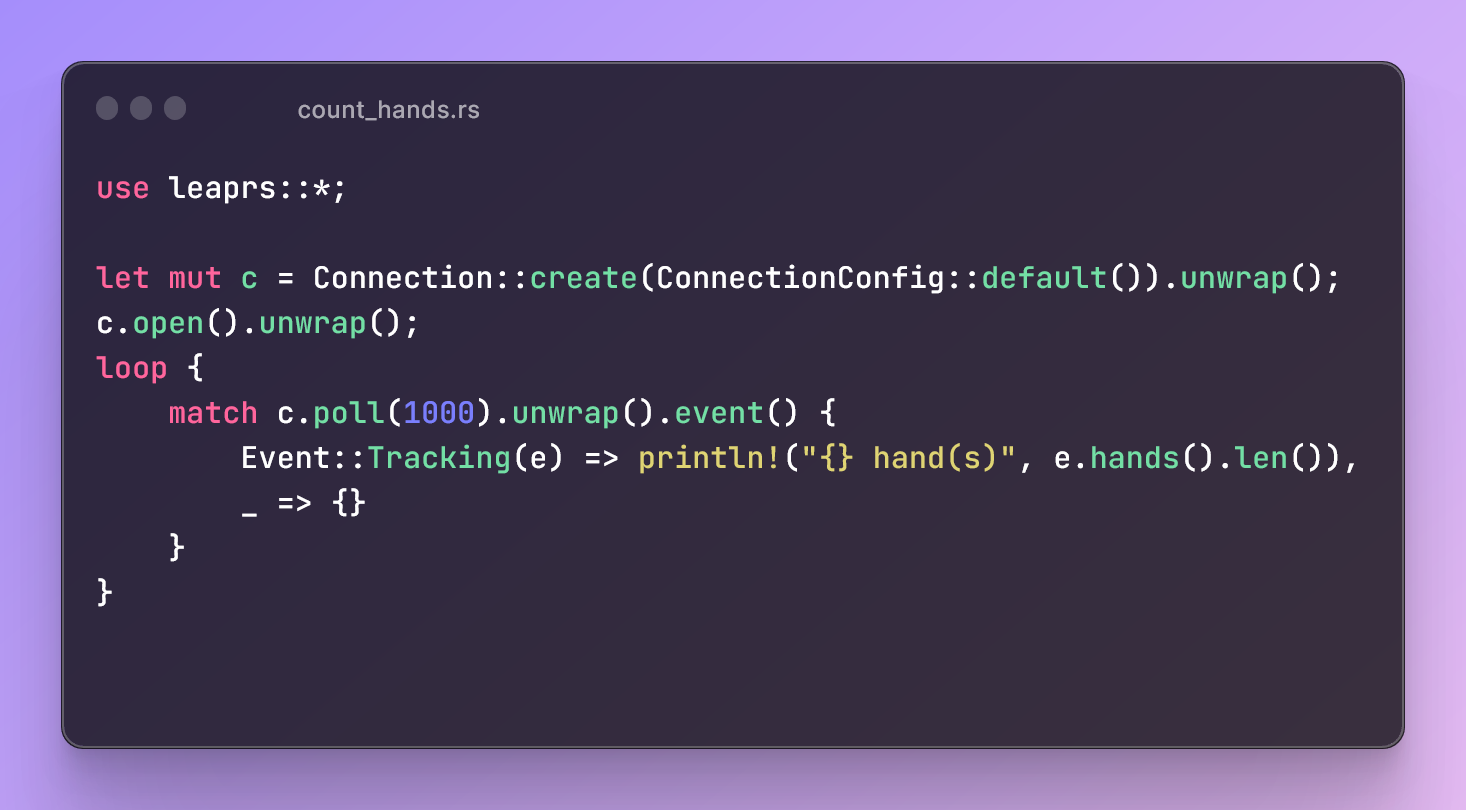 count_hands.rs
use leaprs::*;
let mut c = Connection::create(ConnectionConfig::default()).unwrap();
c.open().unwrap();
loop {
    match c.poll(1000).unwrap().event() {
        Event::Tracking(e) => println!("{} hand(s)", e.hands().len()),
        _ => {}
    }
}